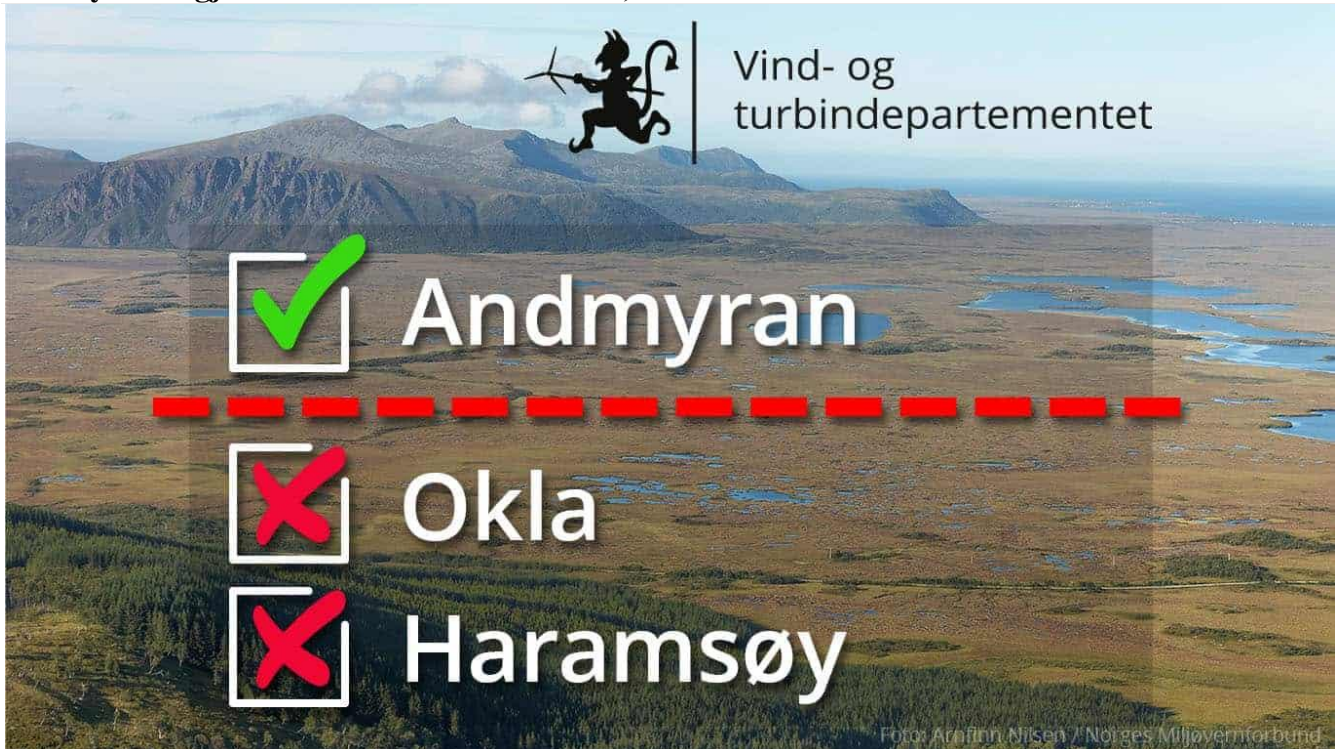 Vind- og
turbindepartementet
Andmyran
Okla
Haramsøy
Foto: Arnfinn Nilsen / Norges Miljøvernforbund